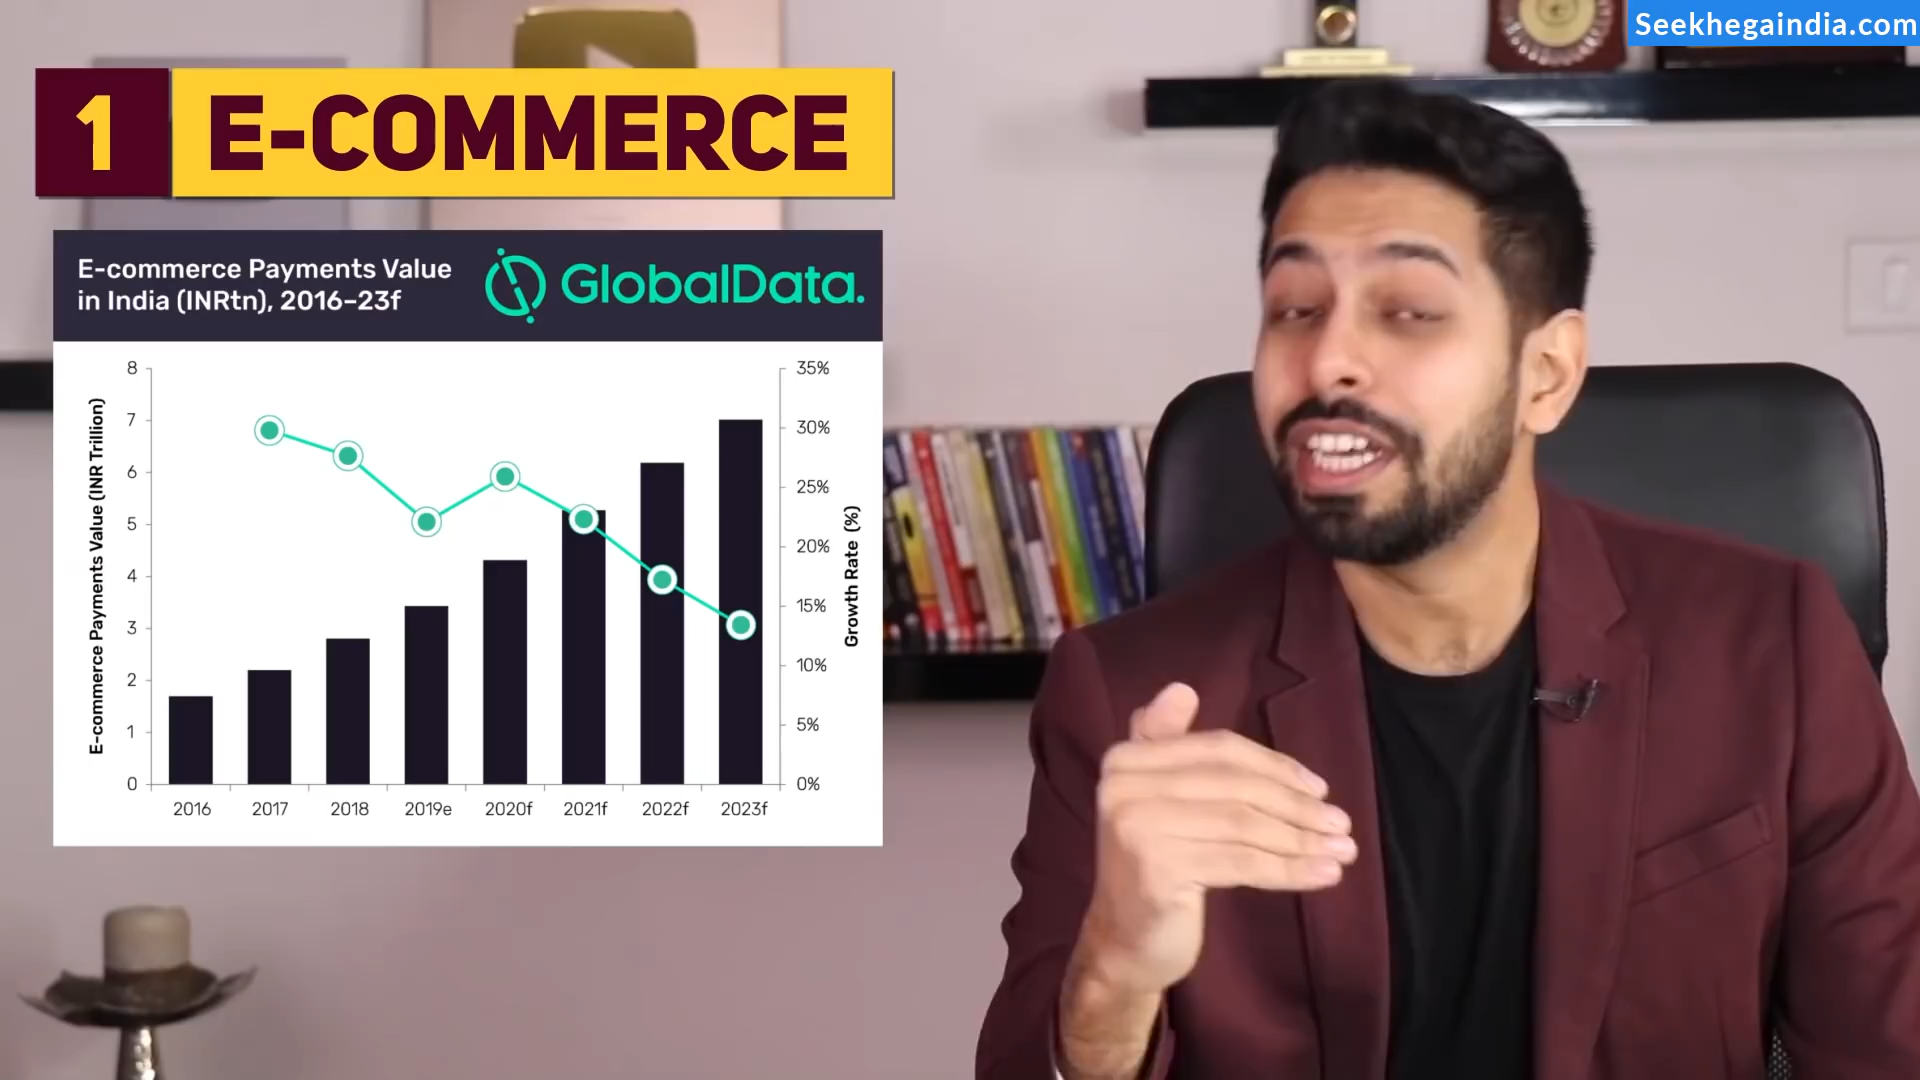 Seekhegaindia.com
1 E-COMMERCE
E-commerce Payments Value
in India (INRtn), 2016–23f
GlobalData.
E-commerce Payments Value (INR Trillion)
8
7
6
5
4
3
2
1
0
35%
30%
25%
20%
15%
10%
5%
0%
Growth Rate (%)
2016 2017 2018 2019e 2020f 2021f 2022f 2023f